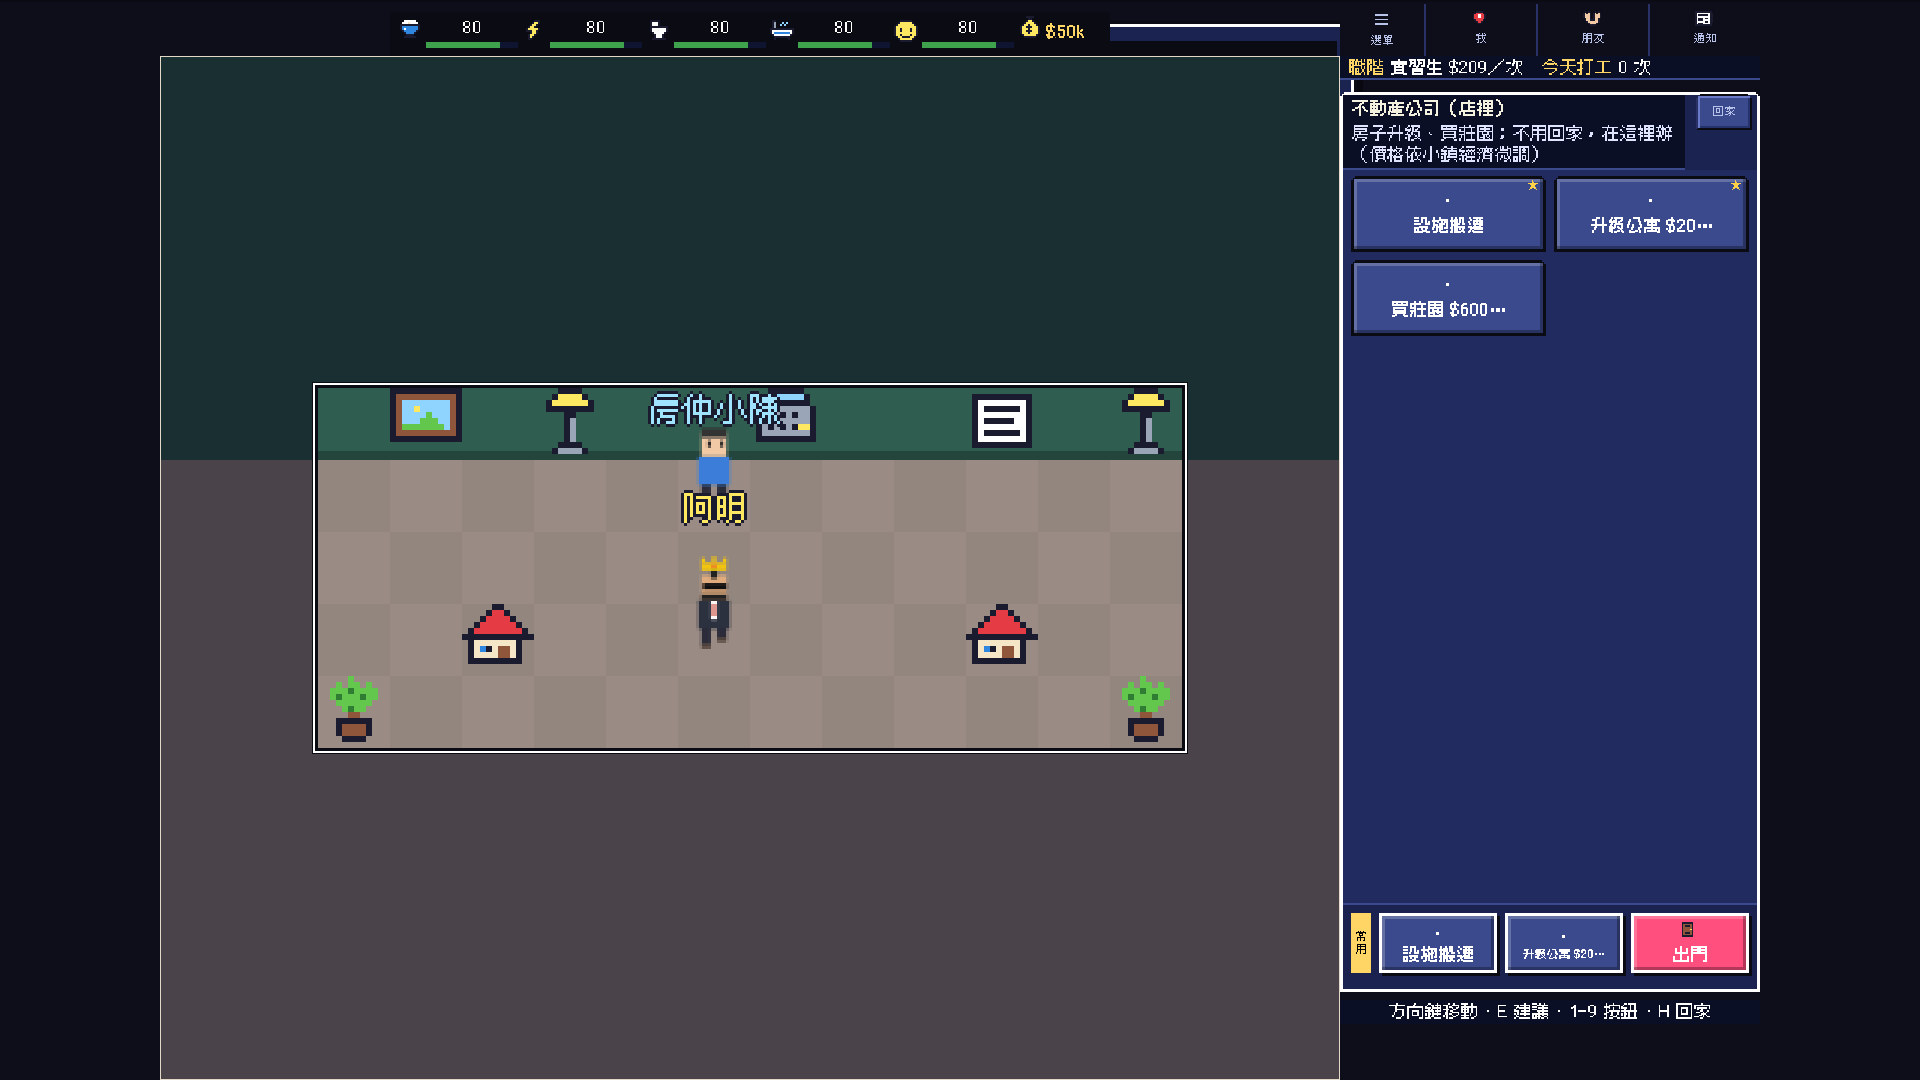 80
80
80
80
80
$50k
選單
我
朋友
通知
職階 實習生 $209／次 今天打工 0 次
不動產公司（店裡）
回家
房子升級、買莊園；不用回家，在這裡辦
（價格依小鎮經濟微調）
設施搬遷
升級公寓 $20…
買莊園 $600…
房仲小陳
阿明
常用
設施搬遷
升級公寓 $20…
出門
方向鍵移動 · E 建議 · 1-9 按鈕 · H 回家